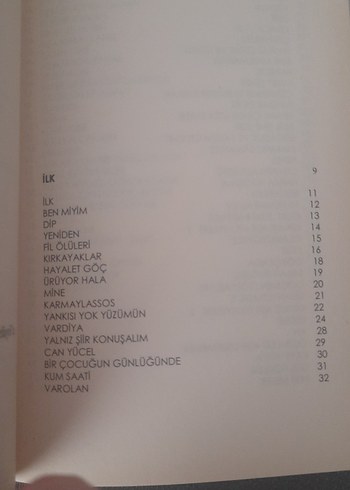 İLK 9
İLK 11
BEN MİYİM 12
DİP 13
YENİDEN 14
FİL ÖLÜLERİ 15
KIRKAYAKLAR 16
HAYALET GÖÇ 18
ÜRÜYOR HALA 19
MİNE 20
KARMAYLASSOS 21
YANKISI YOK YÜZÜMÜN 22
VARDİYA 24
YALNIZ ŞİİR KONUŞALIM 28
CAN YÜCEL 29
BİR ÇOCUĞUN GÜNLÜĞÜNDE 30
KUM SAATİ 31
VAROLAN 32